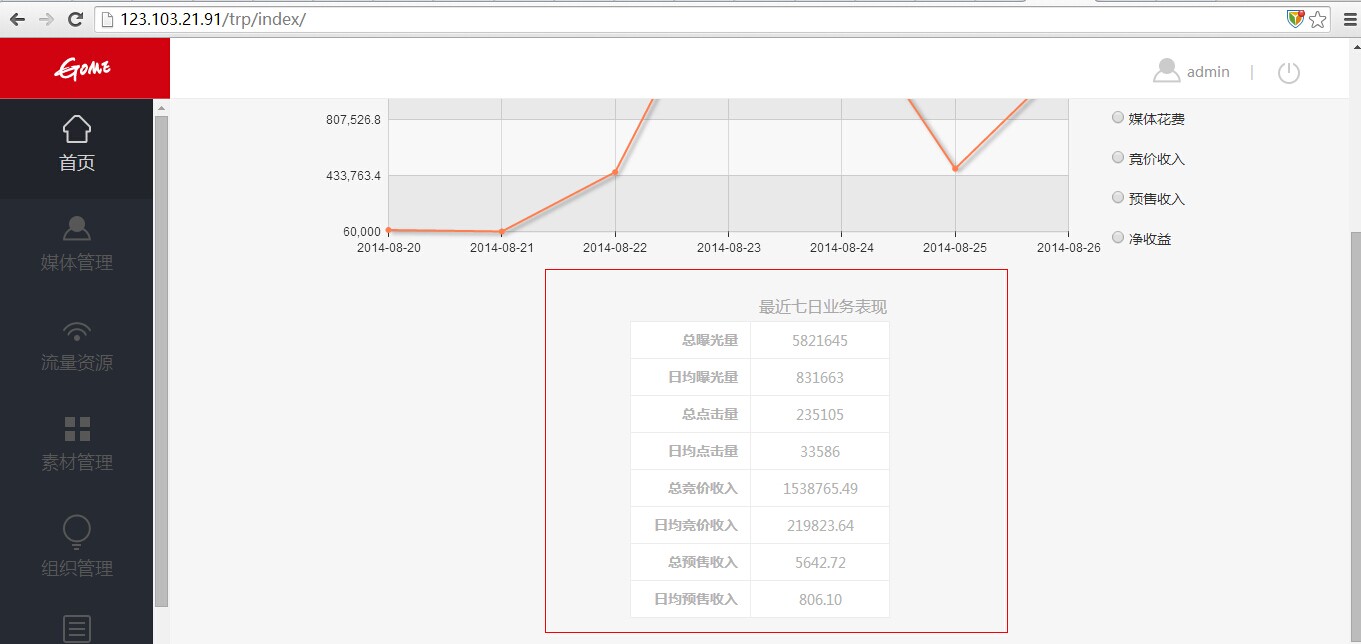 123.103.21.91/trp/index/
GOME
admin |
首页
媒体管理
流量资源
素材管理
组织管理
807,526.8
433,763.4
60,000
2014-08-20 2014-08-21 2014-08-22 2014-08-23 2014-08-24 2014-08-25 2014-08-26
媒体花费
竞价收入
预售收入
净收益
最近七日业务表现
总曝光量 5821645
日均曝光量 831663
总点击量 235105
日均点击量 33586
总竞价收入 1538765.49
日均竞价收入 219823.64
总预售收入 5642.72
日均预售收入 806.10